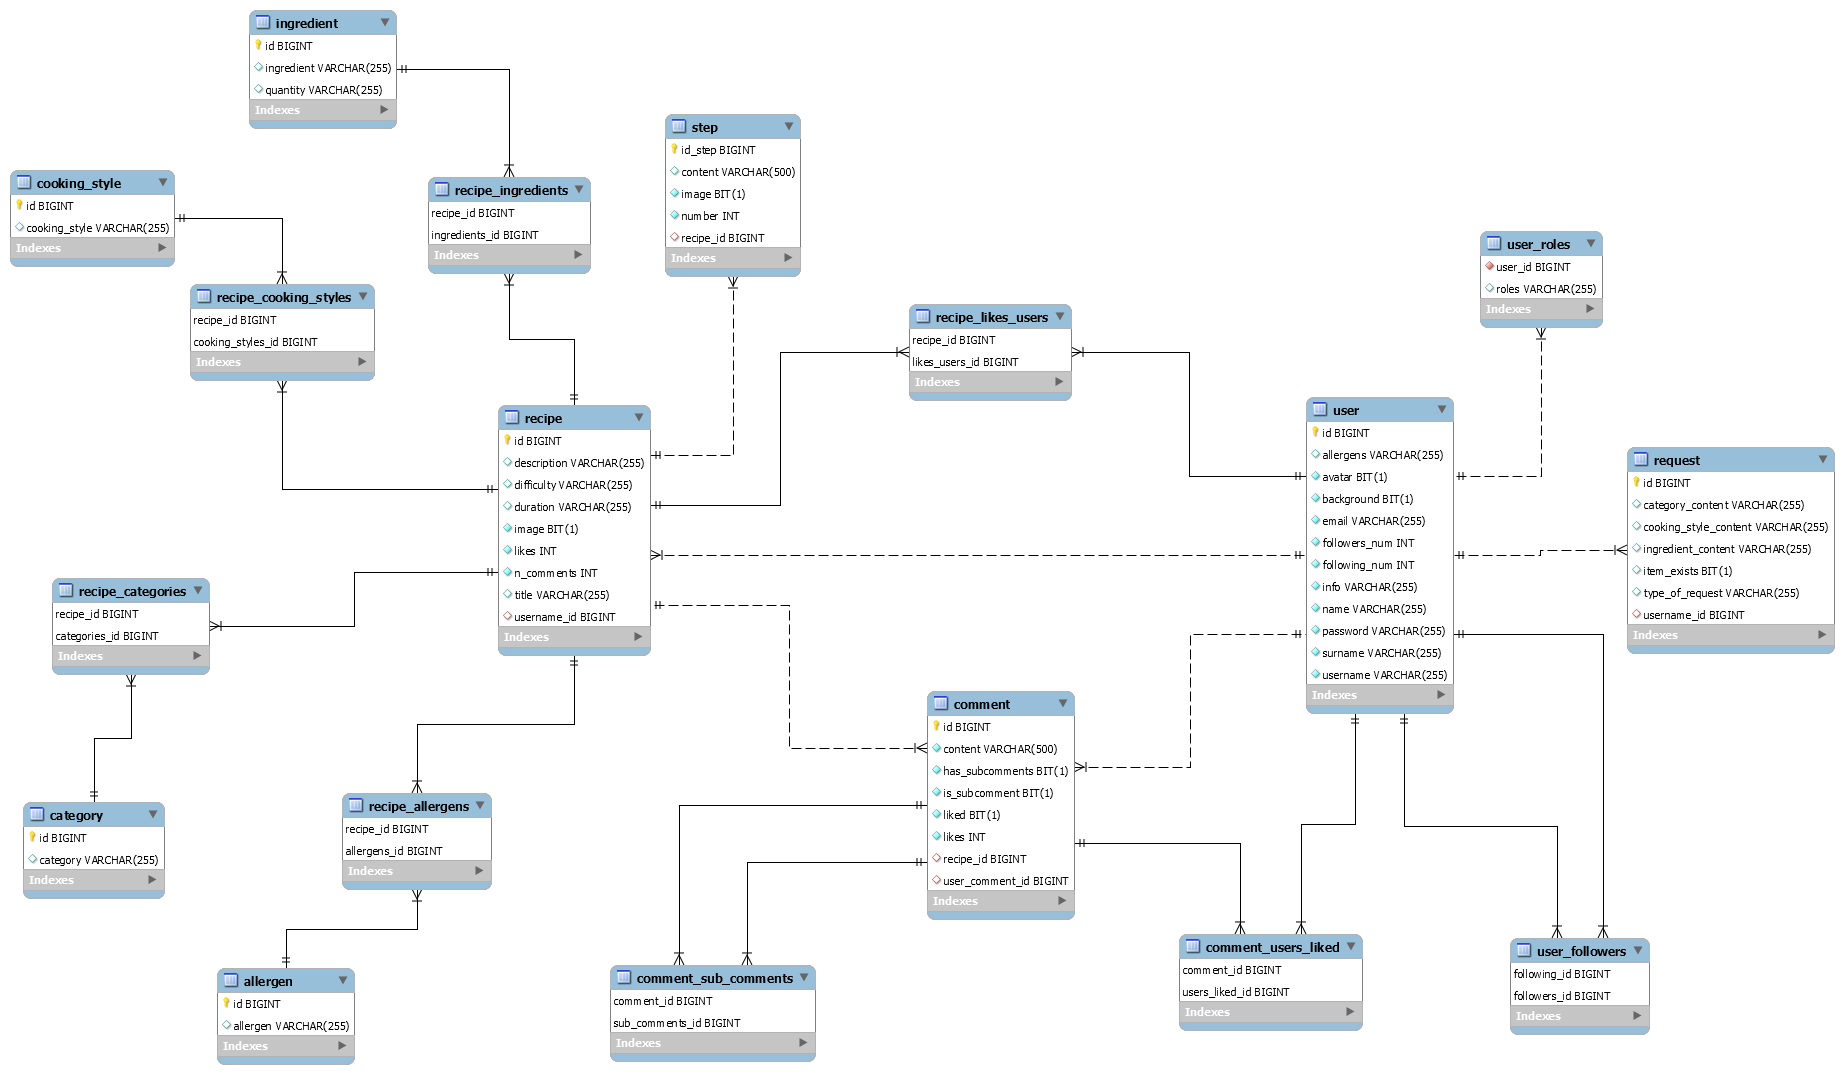 ingredient
id BIGINT
ingredient VARCHAR(255)
quantity VARCHAR(255)
Indexes
step
id_step BIGINT
content VARCHAR(500)
image BIT(1)
number INT
recipe_id BIGINT
Indexes
cooking_style
id BIGINT
cooking_style VARCHAR(255)
Indexes
recipe_ingredients
recipe_id BIGINT
ingredients_id BIGINT
Indexes
user_roles
user_id BIGINT
roles VARCHAR(255)
Indexes
recipe_cooking_styles
recipe_id BIGINT
cooking_styles_id BIGINT
Indexes
recipe_likes_users
recipe_id BIGINT
likes_users_id BIGINT
Indexes
recipe
id BIGINT
description VARCHAR(255)
difficulty VARCHAR(255)
duration VARCHAR(255)
image BIT(1)
likes INT
n_comments INT
title VARCHAR(255)
username_id BIGINT
Indexes
user
id BIGINT
allergens VARCHAR(255)
avatar BIT(1)
background BIT(1)
email VARCHAR(255)
followers_num INT
following_num INT
info VARCHAR(255)
name VARCHAR(255)
password VARCHAR(255)
surname VARCHAR(255)
username VARCHAR(255)
Indexes
request
id BIGINT
category_content VARCHAR(255)
cooking_style_content VARCHAR(255)
ingredient_content VARCHAR(255)
item_exists BIT(1)
type_of_request VARCHAR(255)
username_id BIGINT
Indexes
recipe_categories
recipe_id BIGINT
categories_id BIGINT
Indexes
comment
id BIGINT
content VARCHAR(500)
has_subcomments BIT(1)
is_subcomment BIT(1)
liked BIT(1)
likes INT
recipe_id BIGINT
user_comment_id BIGINT
Indexes
category
id BIGINT
category VARCHAR(255)
Indexes
recipe_allergens
recipe_id BIGINT
allergens_id BIGINT
Indexes
allergen
id BIGINT
allergen VARCHAR(255)
Indexes
comment_sub_comments
comment_id BIGINT
sub_comments_id BIGINT
Indexes
comment_users_liked
comment_id BIGINT
users_liked_id BIGINT
Indexes
user_followers
following_id BIGINT
followers_id BIGINT
Indexes